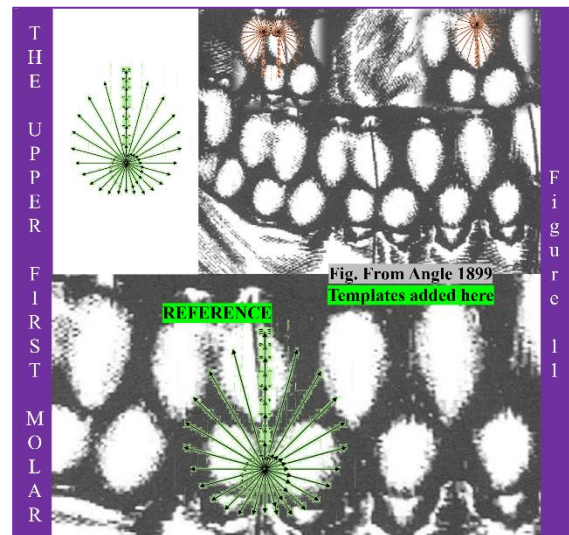 THE UPPER FIRST MOLAR
Fig. From Angle 1899
Templates added here
REFERENCE
Figure 11